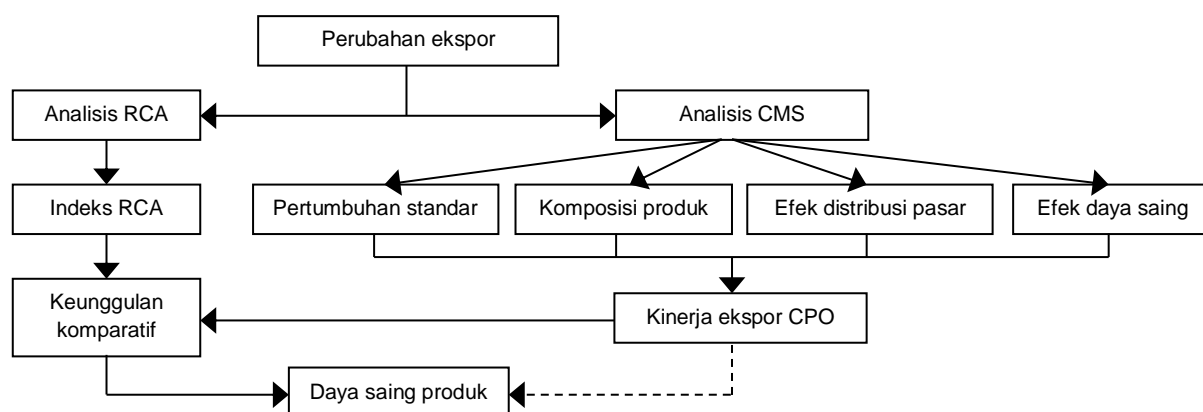 Perubahan ekspor
Analisis RCA
Analisis CMS
Indeks RCA
Pertumbuhan standar
Komposisi produk
Efek distribusi pasar
Efek daya saing
Keunggulan
komparatif
Kinerja ekspor CPO
Daya saing produk